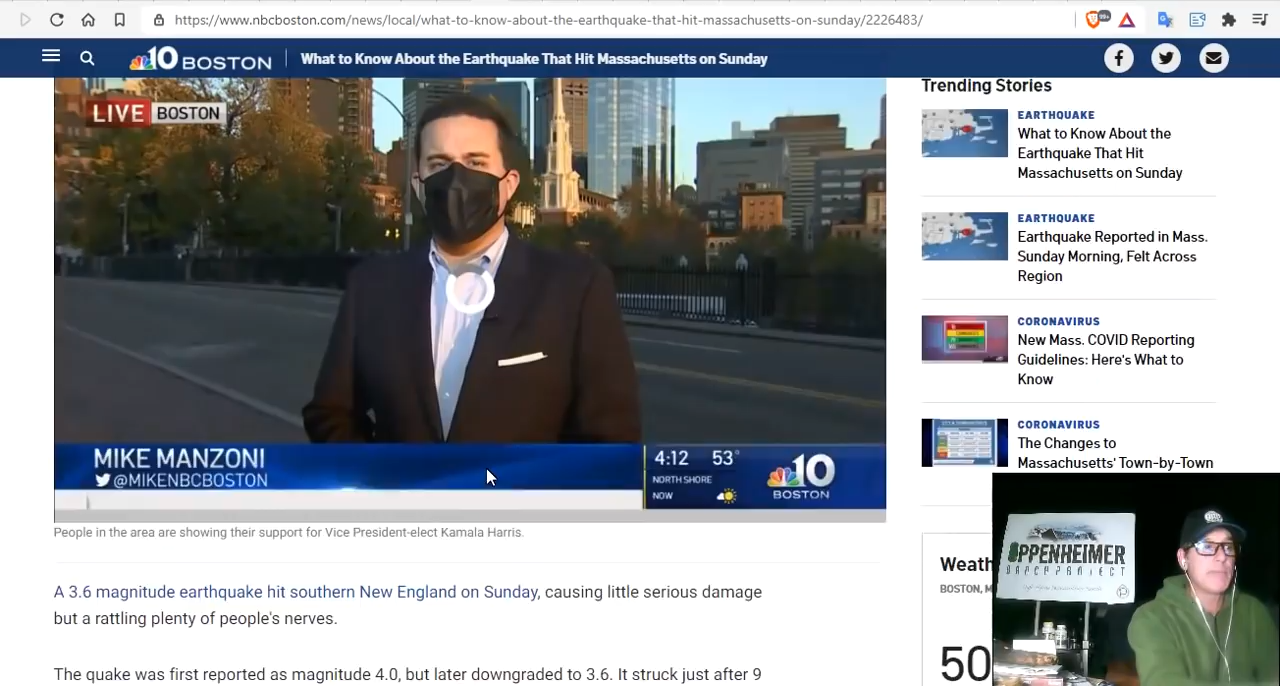 https://www.nbcboston.com/news/local/what-to-know-about-the-earthquake-that-hit-massachusetts-on-sunday/2226483/
99+
10 BOSTON
What to Know About the Earthquake That Hit Massachusetts on Sunday
LIVE BOSTON
MIKE MANZONI
@MIKENBCBOSTON
4:12 53°
NORTH SHORE
NOW
10
BOSTON
People in the area are showing their support for Vice President-elect Kamala Harris.
A 3.6 magnitude earthquake hit southern New England on Sunday, causing little serious damage
but a rattling plenty of people's nerves.
The quake was first reported as magnitude 4.0, but later downgraded to 3.6. It struck just after 9
Trending Stories
EARTHQUAKE
What to Know About the
Earthquake That Hit
Massachusetts on Sunday
EARTHQUAKE
Earthquake Reported in Mass.
Sunday Morning, Felt Across
Region
CORONAVIRUS
New Mass. COVID Reporting
Guidelines: Here's What to
Know
CORONAVIRUS
The Changes to
Massachusetts' Town-by-Town
Weath
BOSTON, M
50
OPPENHEIMER
RANCH PROJECT